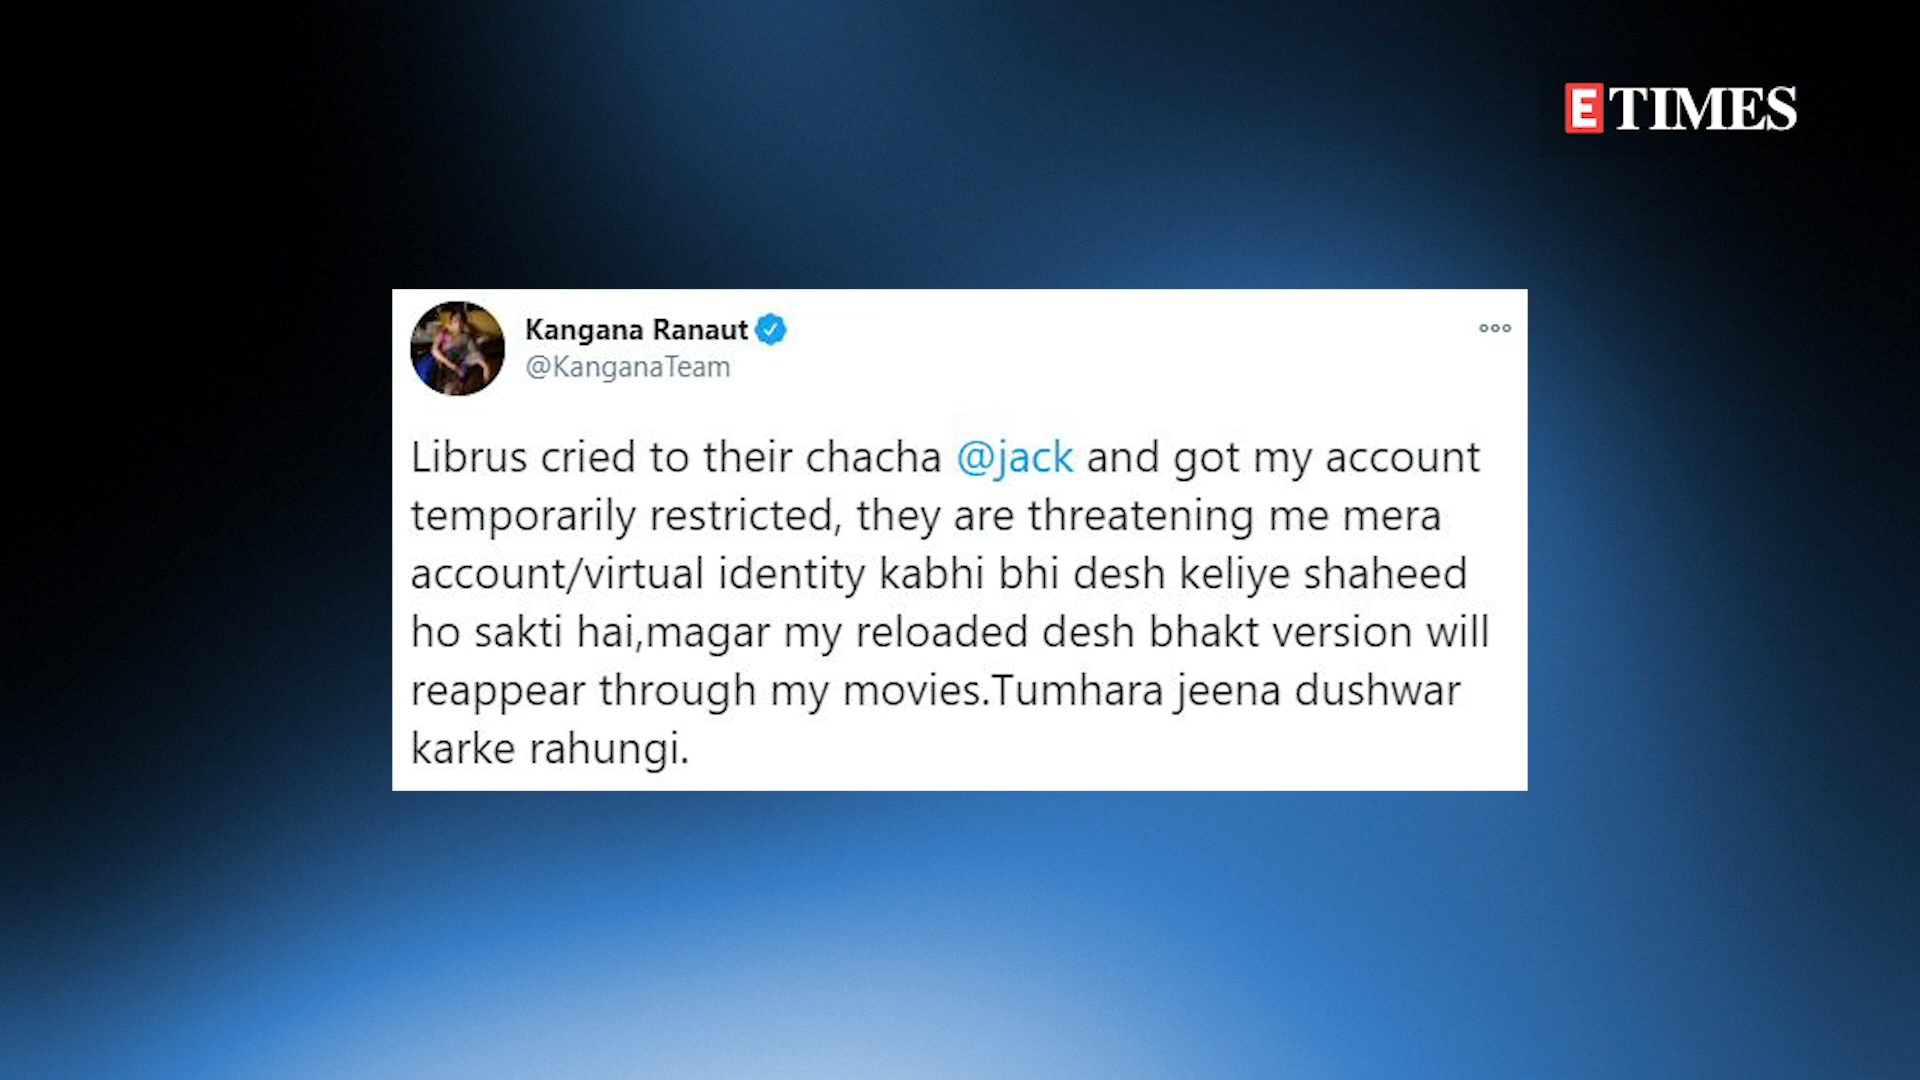 E TIMES
Kangana Ranaut
@KanganaTeam
Librus cried to their chacha @jack and got my account
temporarily restricted, they are threatening me mera
account/virtual identity kabhi bhi desh keliye shaheed
ho sakti hai,magar my reloaded desh bhakt version will
reappear through my movies.Tumhara jeena dushwar
karke rahungi.